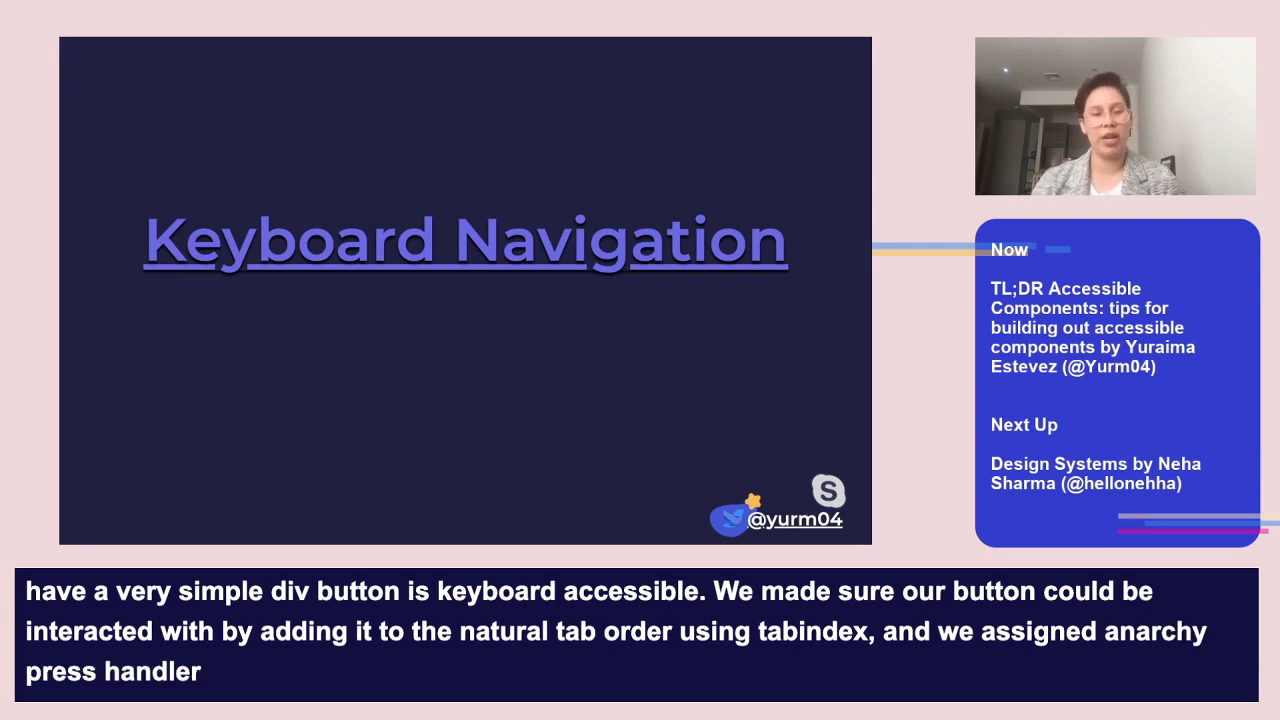 Keyboard Navigation
S
@yurm04
Now
TL;DR Accessible
Components: tips for
building out accessible
components by Yuraima
Estevez (@Yurm04)
Next Up
Design Systems by Neha
Sharma (@hellonehha)
have a very simple div button is keyboard accessible. We made sure our button could be
interacted with by adding it to the natural tab order using tabindex, and we assigned anarchy
press handler